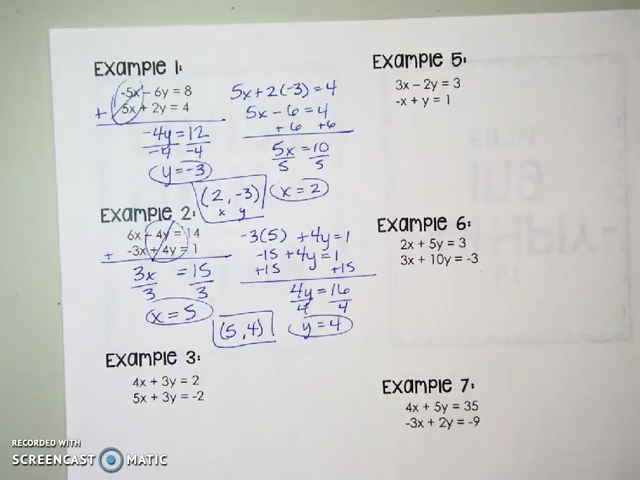 Example 1:
-5x - 6y = 8
+ 5x + 2y = 4
-4y = 12
-4 -4
y = -3
5x + 2(-3) = 4
5x - 6 = 4
+6 +6
5x = 10
5 5
x = 2
(2, -3)
x y
Example 2:
6x - 4y = 14
+ -3x + 4y = 1
3x = 15
3 3
x = 5
-3(5) + 4y = 1
-15 + 4y = 1
+15 +15
4y = 16
4 4
y = 4
(5, 4)
Example 3:
4x + 3y = 2
5x + 3y = -2
Example 5:
3x - 2y = 3
-x + y = 1
Example 6:
2x + 5y = 3
3x + 10y = -3
Example 7:
4x + 5y = 35
-3x + 2y = -9
RECORDED WITH
SCREENCAST MATIC